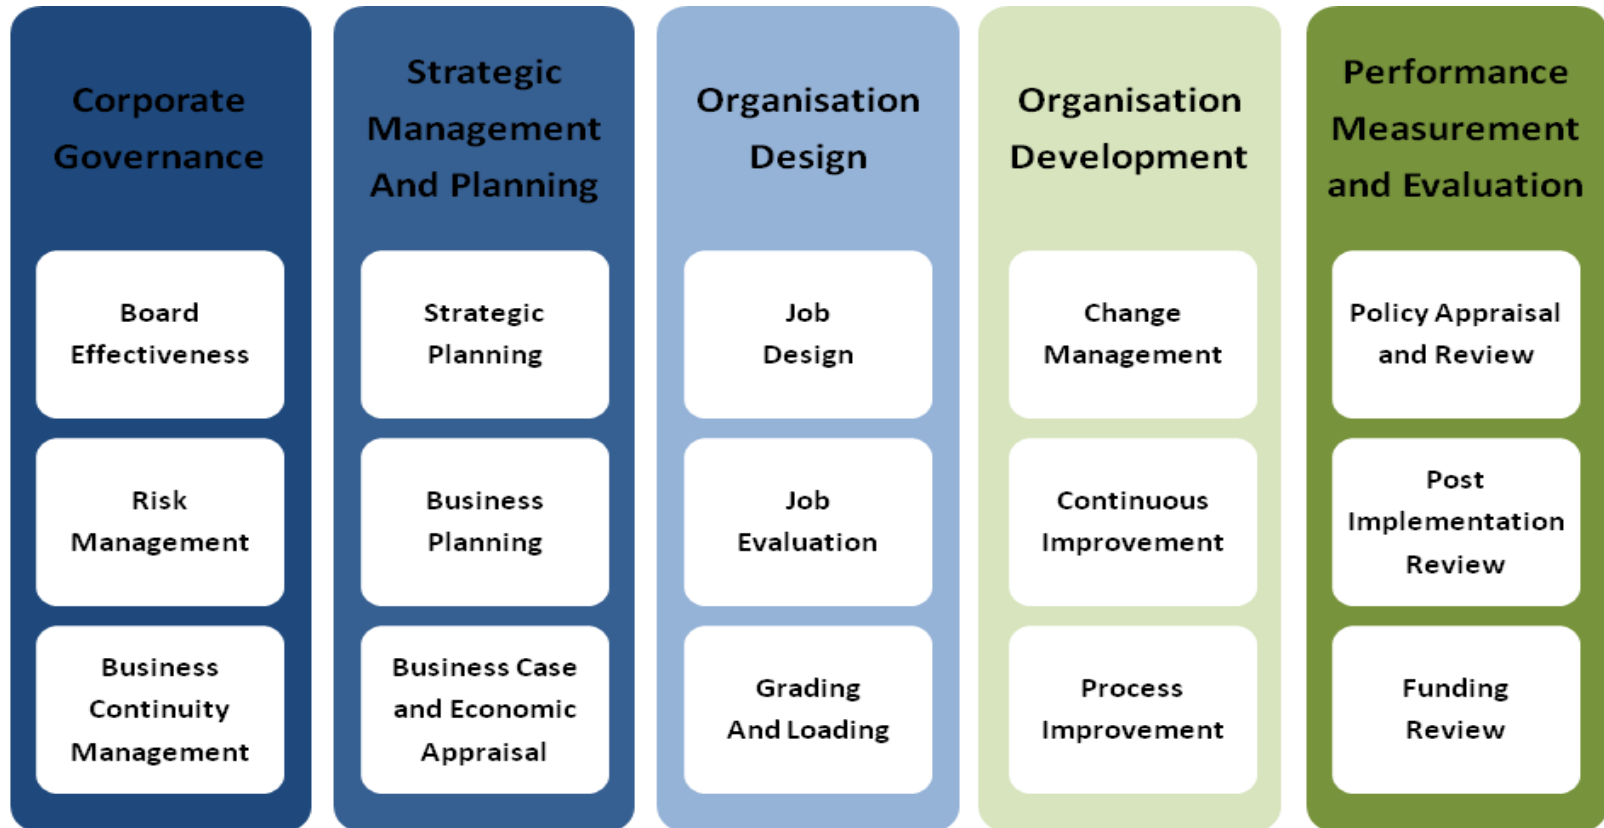 Corporate
Governance
Board
Effectiveness
Risk
Management
Business
Continuity
Management
Strategic
Management
And Planning
Strategic
Planning
Business
Planning
Business Case
and Economic
Appraisal
Organisation
Design
Job
Design
Job
Evaluation
Grading
And Loading
Organisation
Development
Change
Management
Continuous
Improvement
Process
Improvement
Performance
Measurement
and Evaluation
Policy Appraisal
and Review
Post
Implementation
Review
Funding
Review